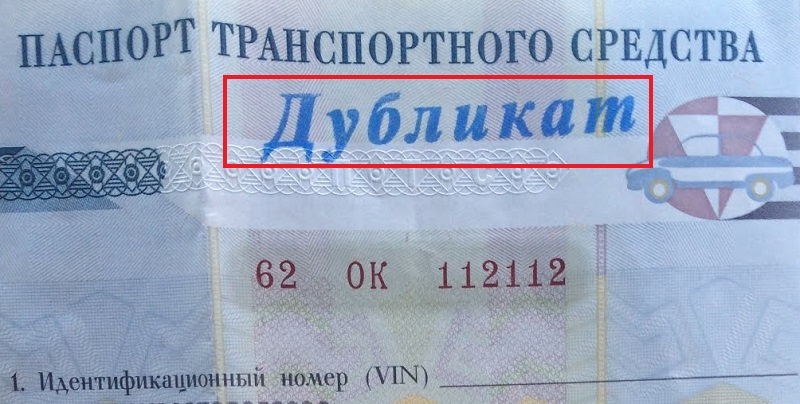 ПАСПОРТ ТРАНСПОРТНОГО СРЕДСТВА
Дубликат
62 ОК 112112
1. Идентификационный номер (VIN)